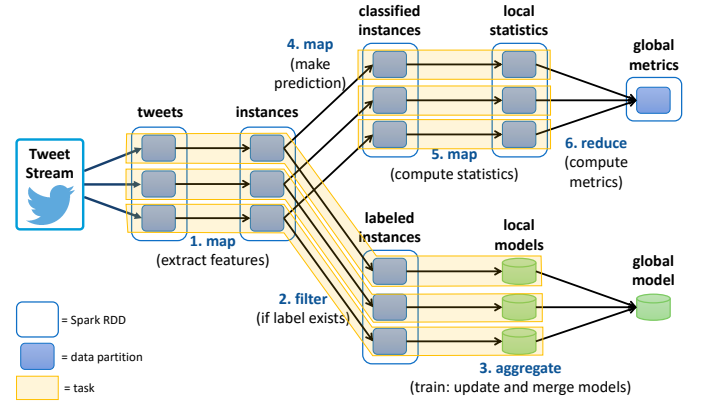 classified
instances
local
statistics
4. map
(make
prediction)
global
metrics
tweets
instances
Tweet
Stream
5. map
(compute statistics)
6. reduce
(compute
metrics)
1. map
(extract features)
labeled
instances
local
models
global
model
2. filter
(if label exists)
3. aggregate
(train: update and merge models)
= Spark RDD
= data partition
= task